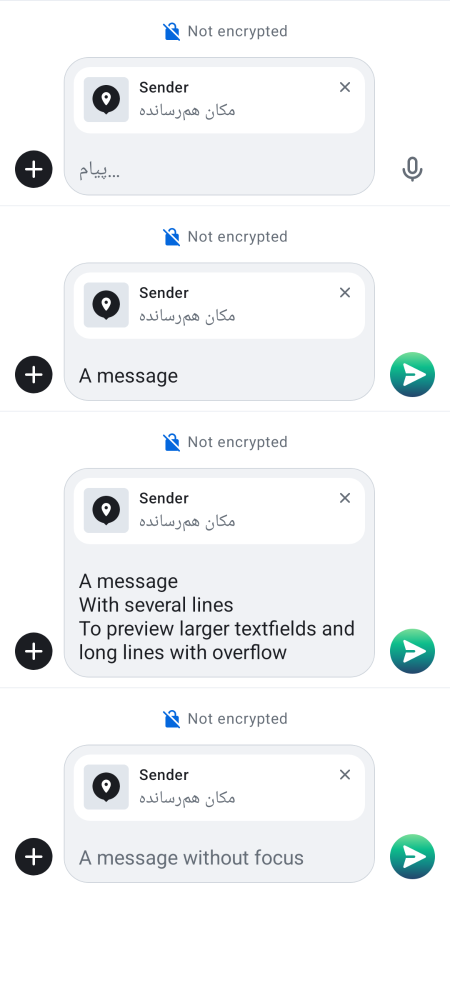 Not encrypted
Sender
مکان هم‌رسانده
پیام…
Not encrypted
Sender
مکان هم‌رسانده
A message
Not encrypted
Sender
مکان هم‌رسانده
A message
With several lines
To preview larger textfields and
long lines with overflow
Not encrypted
Sender
مکان هم‌رسانده
A message without focus